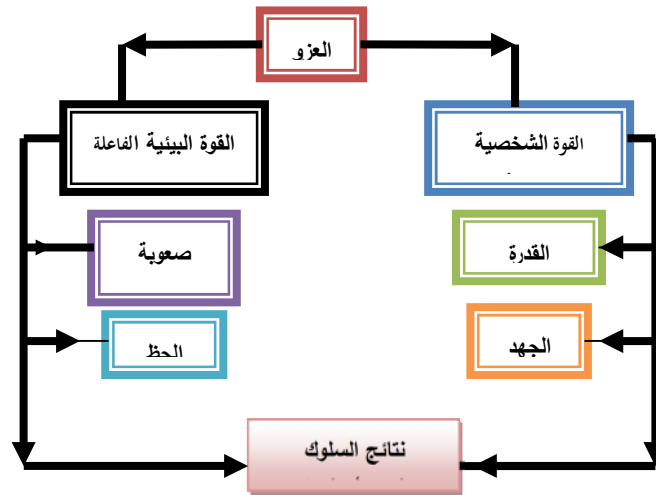 العزو
القوة الشخصية
القوة البيئية الفاعلة
القدرة
صعوبة
الجهد
الحظ
نتائج السلوك